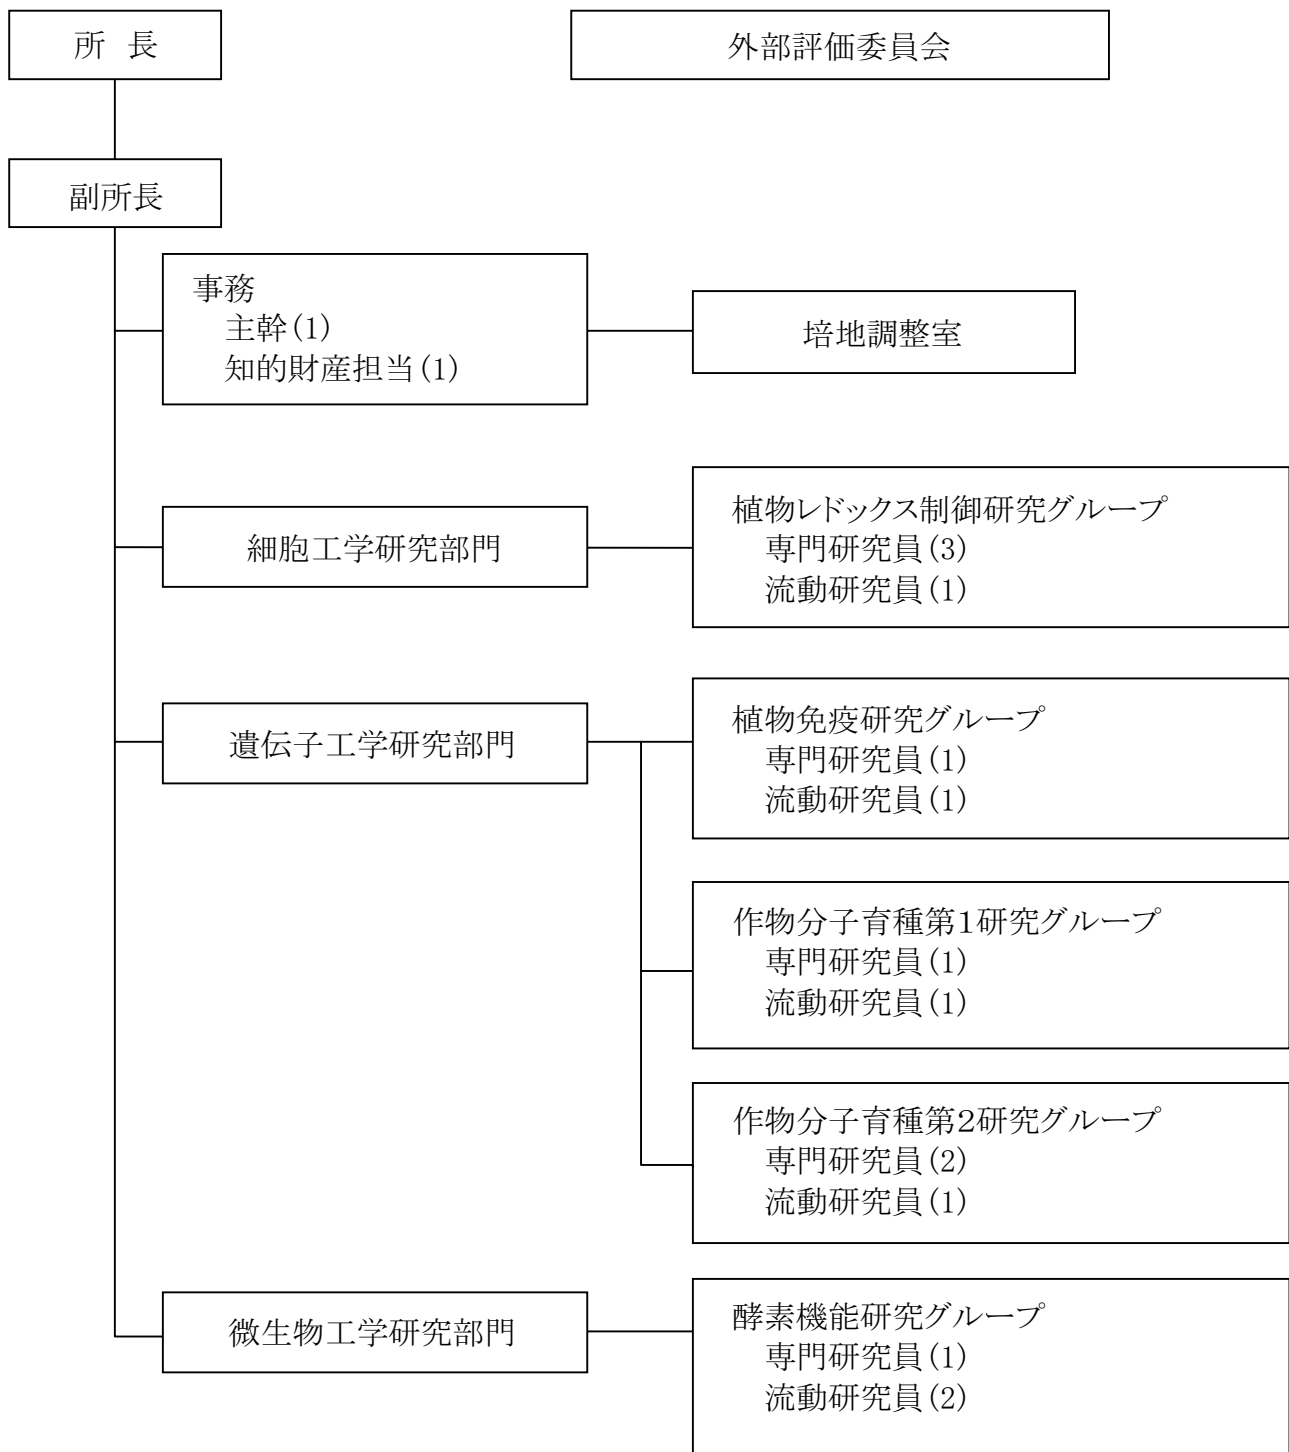 所 長
外部評価委員会
副所長
事務
主幹(1)
知的財産担当(1)
培地調整室
細胞工学研究部門
植物レドックス制御研究グループ
専門研究員(3)
流動研究員(1)
遺伝子工学研究部門
植物免疫研究グループ
専門研究員(1)
流動研究員(1)
作物分子育種第1研究グループ
専門研究員(1)
流動研究員(1)
作物分子育種第2研究グループ
専門研究員(2)
流動研究員(1)
微生物工学研究部門
酵素機能研究グループ
専門研究員(1)
流動研究員(2)